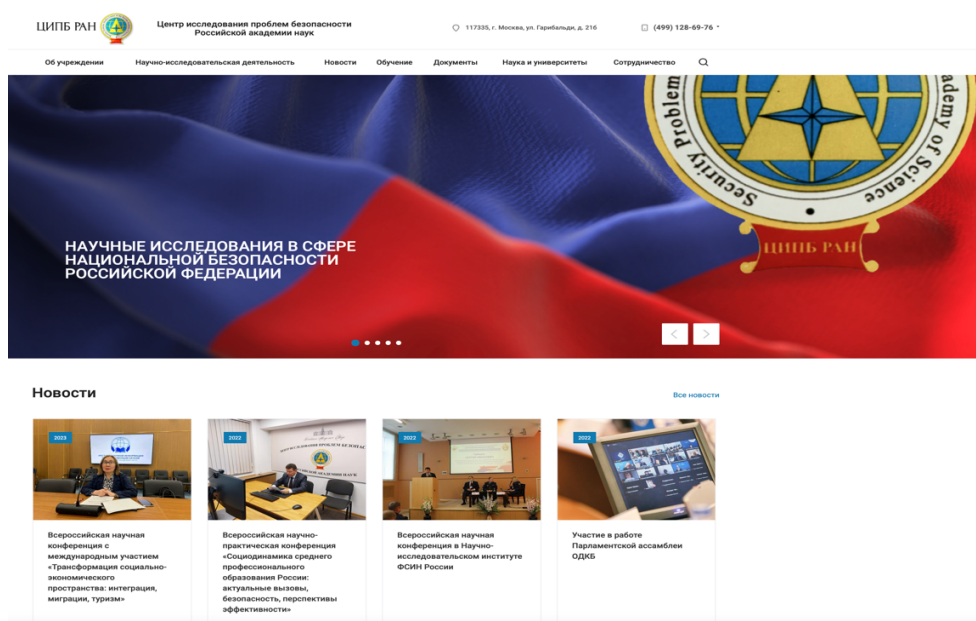 ЦИПБ РАН
Центр исследования проблем безопасности
Российской академии наук
117335, г. Москва, ул. Гарибальди, д. 21б
(499) 128-69-76
Об учреждении
Научно-исследовательская деятельность
Новости
Обучение
Документы
Наука и университеты
Сотрудничество
Security Problem
ademy of Science
ЦИПБ РАН
НАУЧНЫЕ ИССЛЕДОВАНИЯ В СФЕРЕ
НАЦИОНАЛЬНОЙ БЕЗОПАСНОСТИ
РОССИЙСКОЙ ФЕДЕРАЦИИ
Новости
Все новости
2023
Всероссийская научная
конференция с
международным участием
«Трансформация социально-
экономического
пространства: интеграция,
миграции, туризм»
2022
Всероссийская научно-
практическая конференция
«Социодинамика среднего
профессионального
образования России:
актуальные вызовы,
безопасность, перспективы
эффективности»
2022
Всероссийская научная
конференция в Научно-
исследовательском институте
ФСИН России
2022
Участие в работе
Парламентской ассамблеи
ОДКБ